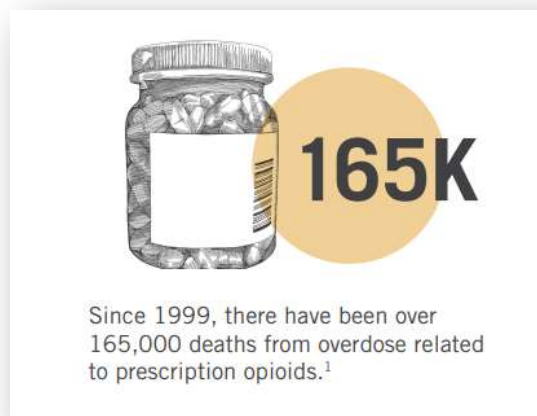 165K
Since 1999, there have been over
165,000 deaths from overdose related
to prescription opioids.¹